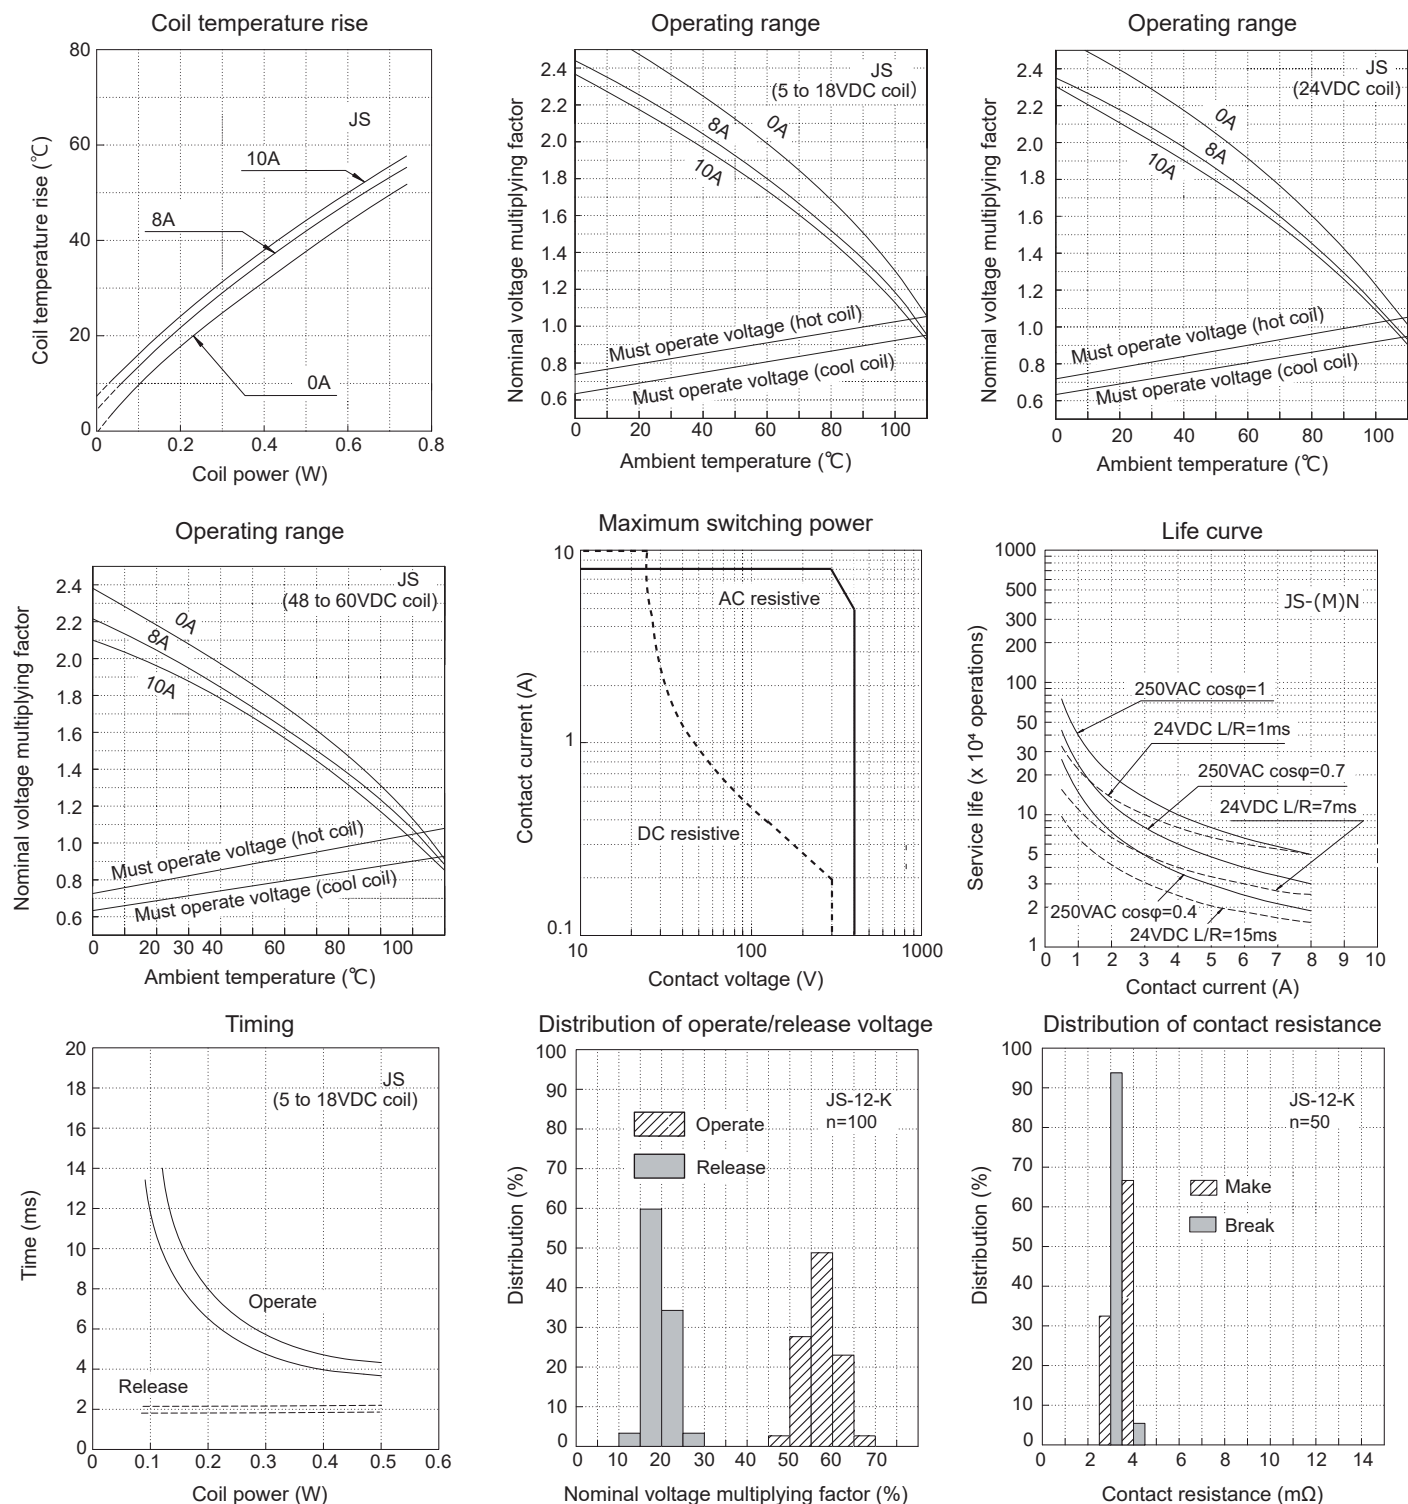 Coil temperature rise
Coil temperature rise (℃)
80
60
40
20
0
JS
10A
8A
0A
0 0.2 0.4 0.6 0.8
Coil power (W)
Operating range
Nominal voltage multiplying factor
2.4
2.2
2.0
1.8
1.6
1.4
1.2
1.0
0.8
0.6
JS
(5 to 18VDC coil)
0A
8A
10A
Must operate voltage (hot coil)
Must operate voltage (cool coil)
0 20 40 60 80 100
Ambient temperature (℃)
Operating range
Nominal voltage multiplying factor
2.4
2.2
2.0
1.8
1.6
1.4
1.2
1.0
0.8
0.6
JS
(24VDC coil)
0A
8A
10A
Must operate voltage (hot coil)
Must operate voltage (cool coil)
0 20 40 60 80 100
Ambient temperature (℃)
Operating range
Nominal voltage multiplying factor
2.4
2.2
2.0
1.8
1.6
1.4
1.2
1.0
0.8
0.6
JS
(48 to 60VDC coil)
0A
8A
10A
Must operate voltage (hot coil)
Must operate voltage (cool coil)
0 20 30 40 60 80 100
Ambient temperature (℃)
Maximum switching power
Contact current (A)
10
1
0.1
AC resistive
DC resistive
10 100 1000
Contact voltage (V)
Life curve
Service life (x 10⁴ operations)
1000
500
300
200
100
50
30
20
10
5
3
2
1
JS-(M)N
250VAC cosφ=1
24VDC L/R=1ms
250VAC cosφ=0.7
24VDC L/R=7ms
250VAC cosφ=0.4
24VDC L/R=15ms
0 1 2 3 4 5 6 7 8 9 10
Contact current (A)
Timing
Time (ms)
20
18
16
14
12
10
8
6
4
2
0
JS
(5 to 18VDC coil)
Operate
Release
0 0.1 0.2 0.3 0.4 0.5 0.6
Coil power (W)
Distribution of operate/release voltage
Distribution (%)
100
90
80
70
60
50
40
30
20
10
0
JS-12-K
n=100
Operate
Release
0 10 20 30 40 50 60 70
Nominal voltage multiplying factor (%)
Distribution of contact resistance
Distribution (%)
100
90
80
70
60
50
40
30
20
10
0
JS-12-K
n=50
Make
Break
0 2 4 6 8 10 12 14
Contact resistance (mΩ)